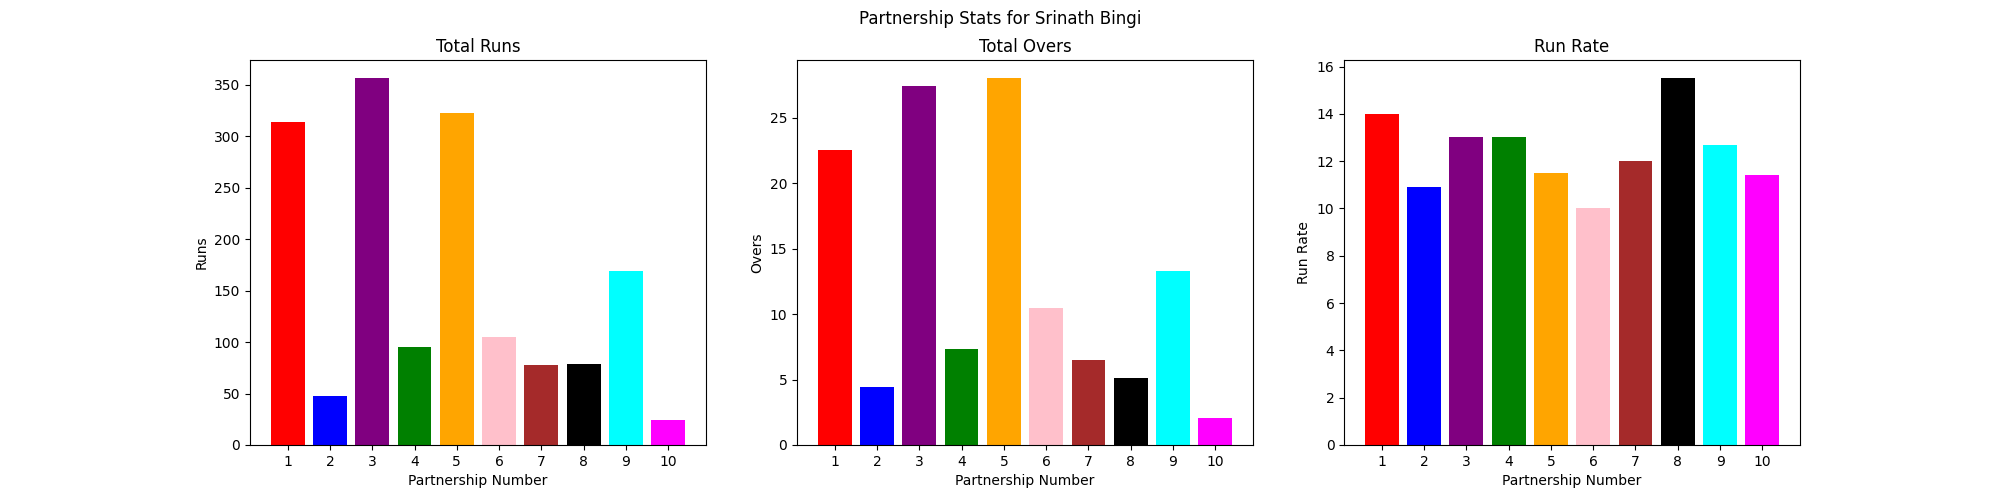 Partnership Stats for Srinath Bingi
Total Runs
Runs
350
300
250
200
150
100
50
0
1 2 3 4 5 6 7 8 9 10
Partnership Number
Total Overs
Overs
25
20
15
10
5
0
1 2 3 4 5 6 7 8 9 10
Partnership Number
Run Rate
Run Rate
16
14
12
10
8
6
4
2
0
1 2 3 4 5 6 7 8 9 10
Partnership Number